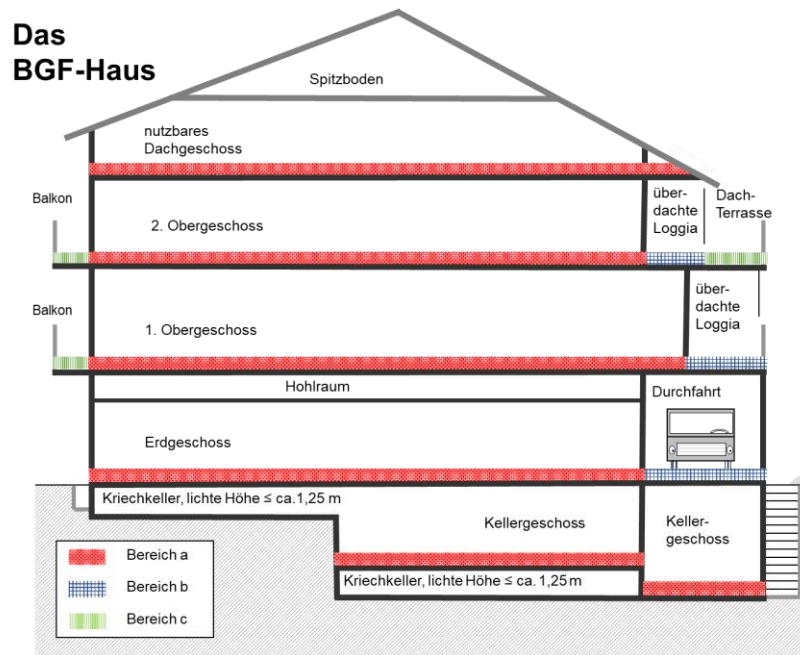 Das
BGF-Haus
Spitzboden
nutzbares
Dachgeschoss
Balkon
2. Obergeschoss
über-
dachte
Loggia
Dach-
Terrasse
Balkon
1. Obergeschoss
über-
dachte
Loggia
Hohlraum
Durchfahrt
Erdgeschoss
Kriechkeller, lichte Höhe ≤ ca. 1,25 m
Kellergeschoss
Keller-
geschoss
Kriechkeller, lichte Höhe ≤ ca. 1,25 m
Bereich a
Bereich b
Bereich c